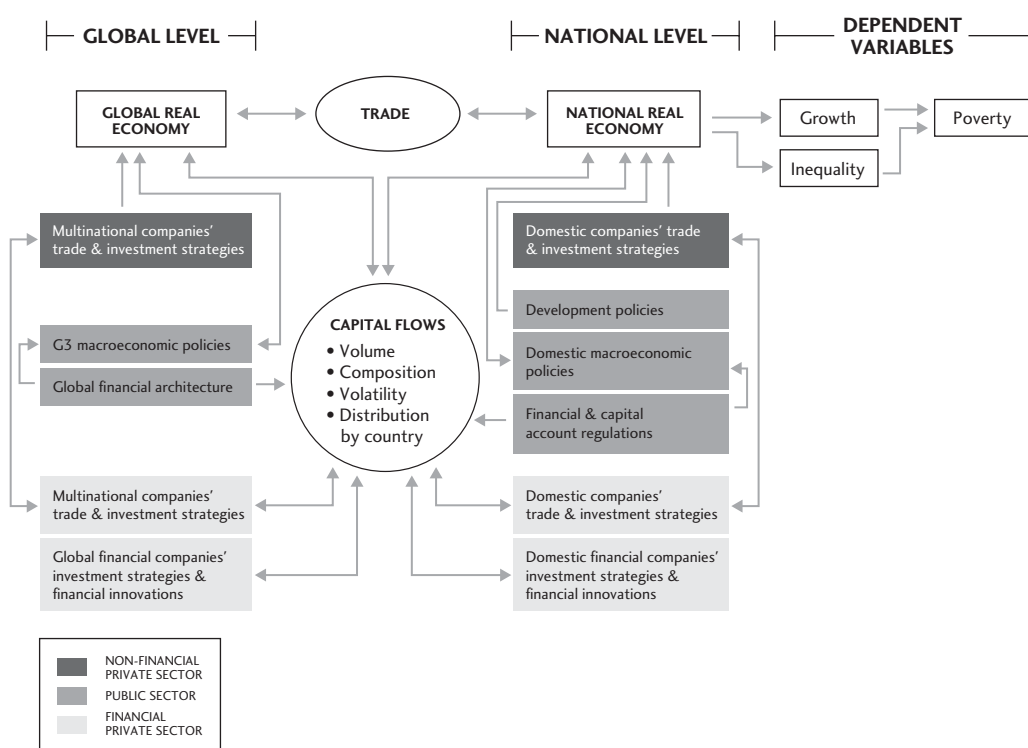 GLOBAL LEVEL
NATIONAL LEVEL
DEPENDENT
VARIABLES
GLOBAL REAL
ECONOMY
TRADE
NATIONAL REAL
ECONOMY
Growth
Poverty
Inequality
Multinational companies’
trade & investment strategies
Domestic companies’ trade
& investment strategies
CAPITAL FLOWS
• Volume
• Composition
• Volatility
• Distribution
by country
G3 macroeconomic policies
Global financial architecture
Development policies
Domestic macroeconomic
policies
Financial & capital
account regulations
Multinational companies’
trade & investment strategies
Global financial companies’
investment strategies &
financial innovations
Domestic companies’
trade & investment strategies
Domestic financial companies’
investment strategies &
financial innovations
NON-FINANCIAL
PRIVATE SECTOR
PUBLIC SECTOR
FINANCIAL
PRIVATE SECTOR